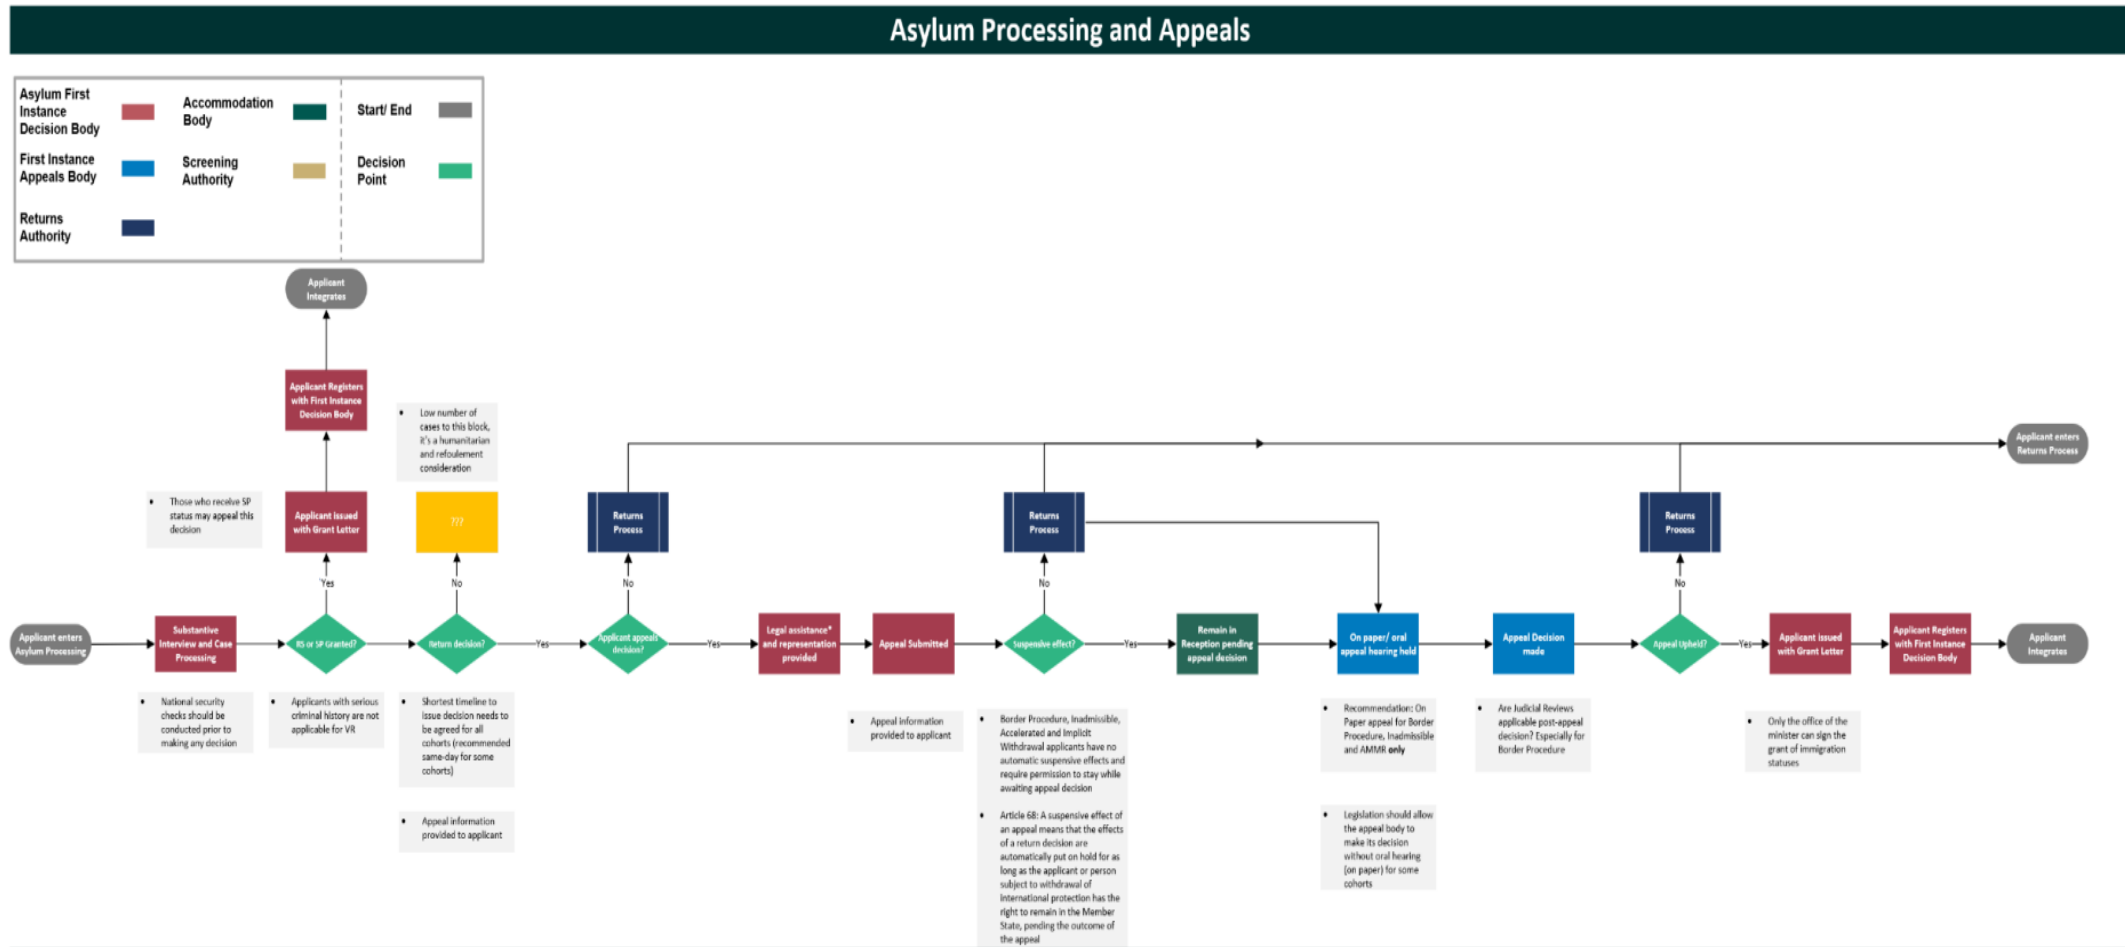 Asylum Processing and Appeals
Asylum First
Instance
Decision Body
Accommodation
Body
Start/ End
First Instance
Appeals Body
Screening
Authority
Decision
Point
Returns
Authority
Applicant
Integrates
Applicant Registers
with First Instance
Decision Body
• Low number of
cases to this block,
it's a humanitarian
and refoulement
consideration
Applicant enters
Returns Process
• Those who receive SP
status may appeal this
decision
Applicant Issued
with Grant Letter
???
Returns
Process
Returns
Process
Returns
Process
'Yes
No
No
No
No
Applicant enters
Asylum Processing
Substantive
Interview and Case
Processing
RS or SP Granted?
Return decision?
Yes
Applicant appeals
decision?
Yes
Legal assistance*
and representation
provided
Appeal Submitted
Suspensive effect?
Yes
Remain in
Reception pending
appeal decision
On paper/ oral
appeal hearing held
Appeal Decision
made
Appeal Upheld?
Yes
Applicant issued
with Grant Letter
Applicant Registers
with First Instance
Decision Body
Applicant
Integrates
• National security
checks should be
conducted prior to
making any decision
• Applicants with serious
criminal history are not
applicable for VR
• Shortest timeline to
issue decision needs to
be agreed for all
cohorts (recommended
same-day for some
cohorts)
• Appeal information
provided to applicant
• Appeal information
provided to applicant
• Border Procedure, Inadmissible,
Accelerated and Implicit
Withdrawal applicants have no
automatic suspensive effects and
require permission to stay while
awaiting appeal decision
• Article 68: A suspensive effect of
an appeal means that the effects
of a return decision are
automatically put on hold for as
long as the applicant or person
subject to withdrawal of
international protection has the
right to remain in the Member
State, pending the outcome of
the appeal
• Recommendation: On
Paper appeal for Border
Procedure, Inadmissible
and AMMR only
• Legislation should allow
the appeal body to
make its decision
without oral hearing
(on paper) for some
cohorts
• Are Judicial Reviews
applicable post-appeal
decision? Especially for
Border Procedure
• Only the office of the
minister can sign the
grant of immigration
statuses